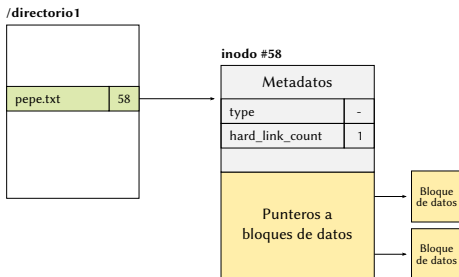 /directorio1
inodo #58
Metadatos
pepe.txt 58
type -
hard_link_count 1
Punteros a
bloques de datos
Bloque
de datos
Bloque
de datos